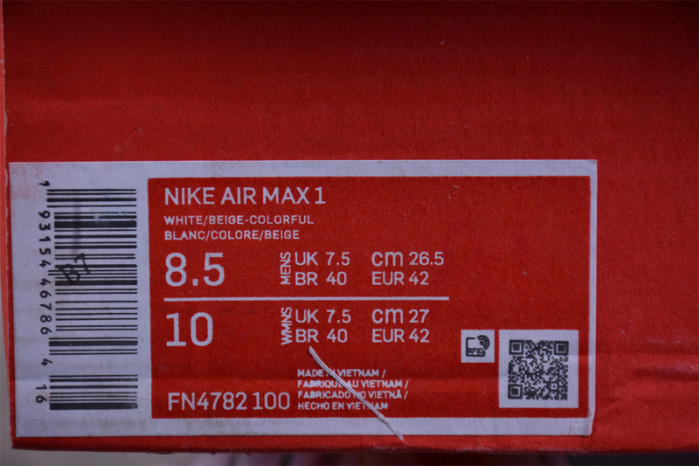 NIKE AIR MAX 1
WHITE/BEIGE-COLORFUL
BLANC/COLORE/BEIGE
8.5 MENS UK 7.5 cm 26.5
BR 40 EUR 42
10 WMNS UK 7.5 cm 27
BR 40 EUR 42
MADE IN VIETNAM /
FABRIQUE AU VIETNAM /
FABRICADO NO VIETNÃ /
HECHO EN VIETNAM
FN4782 100
RFID
1 93154 46786 4 16
B7